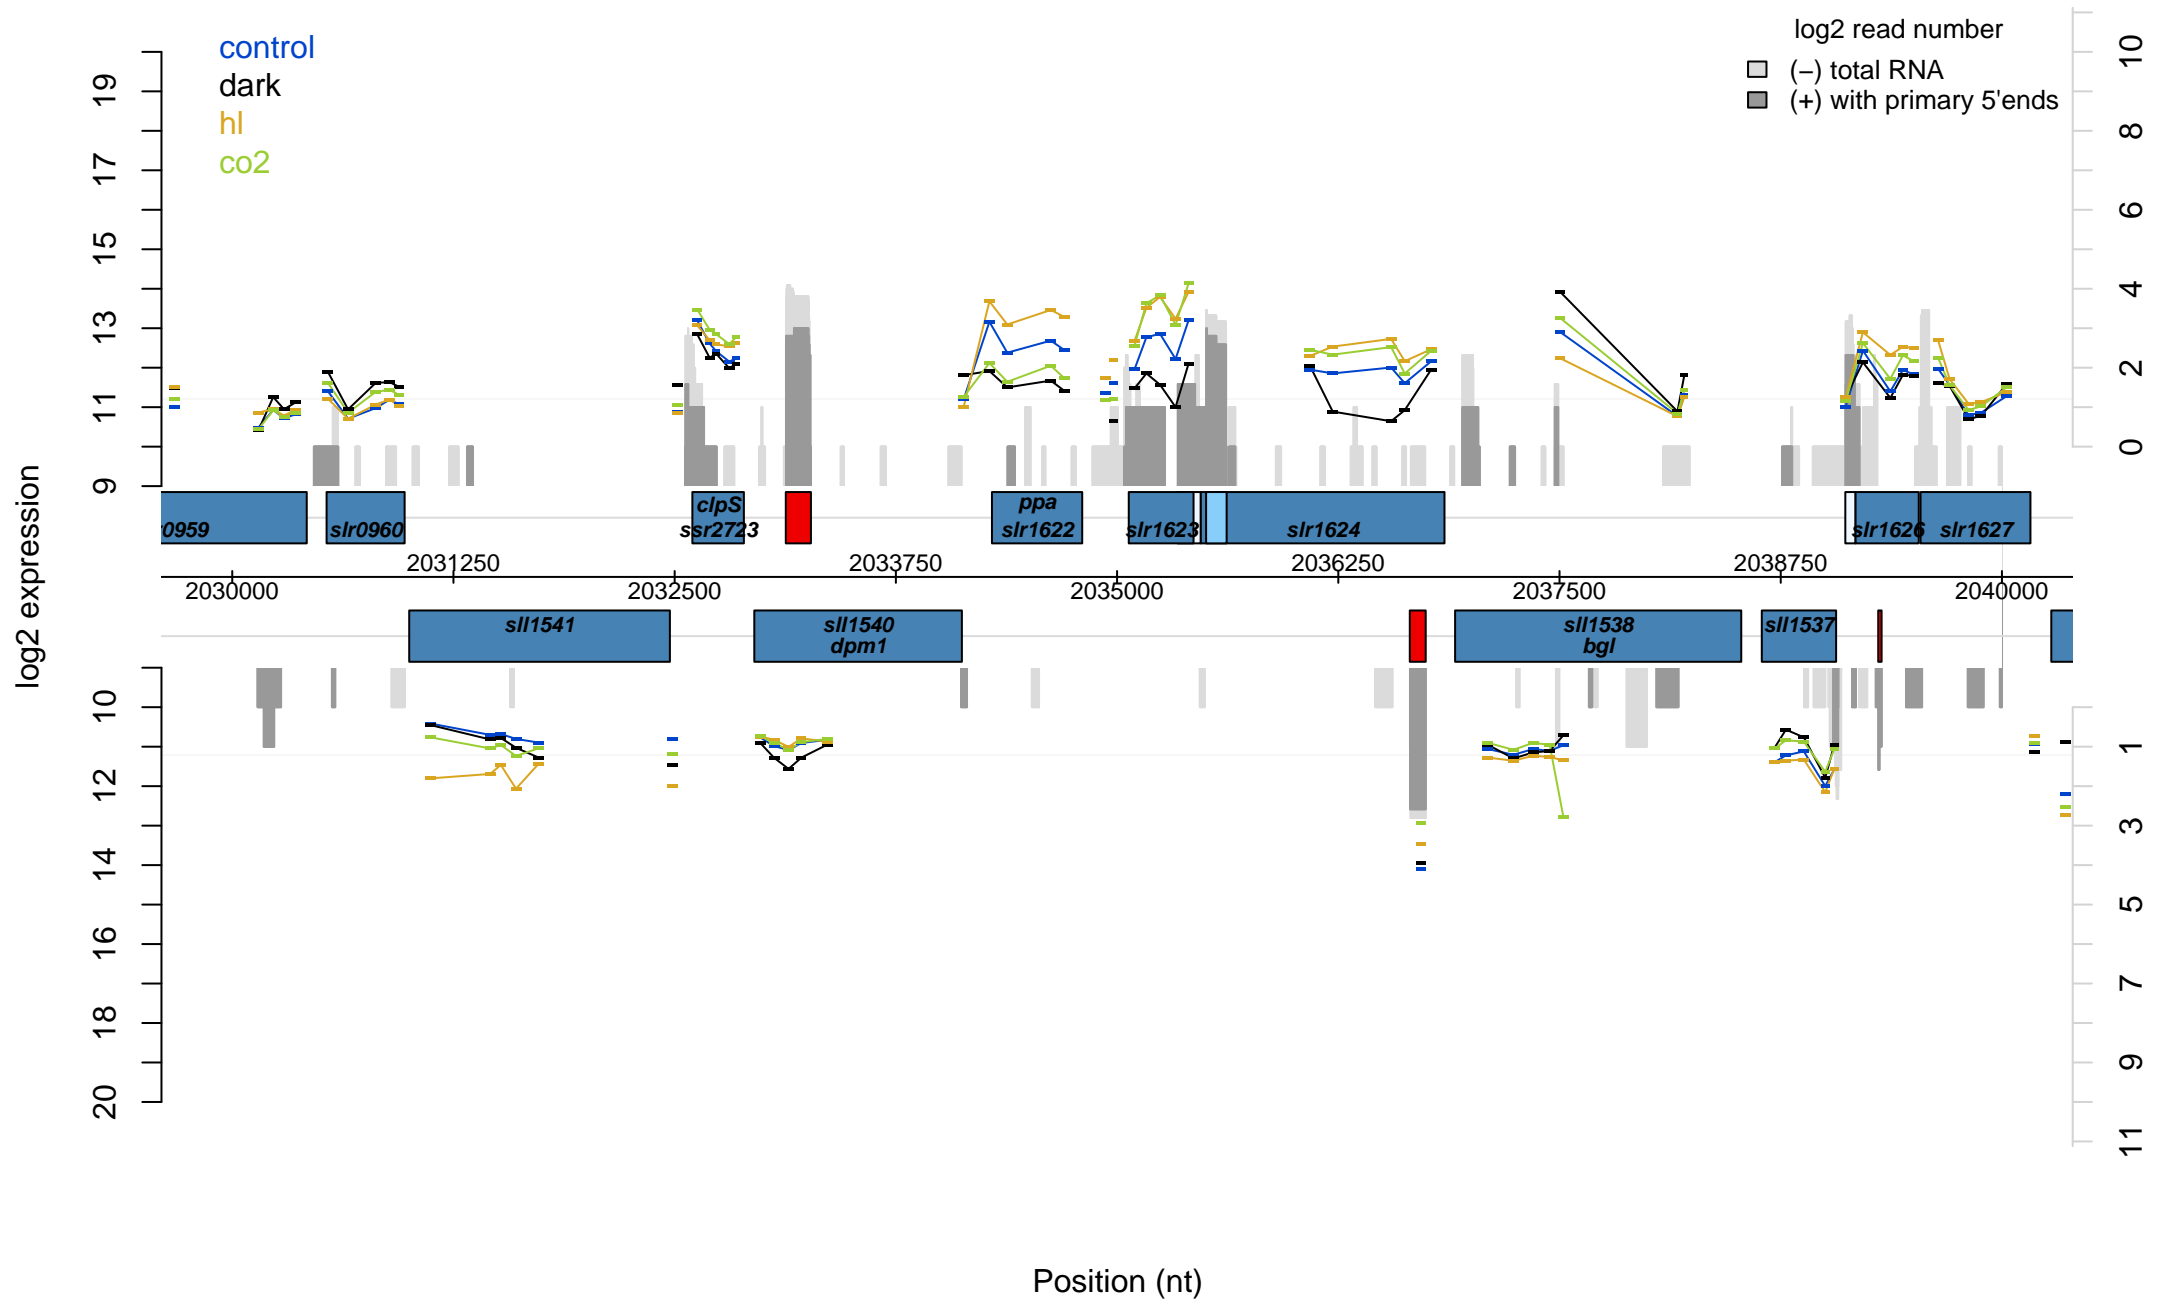 control
dark
hl
co2
log2 read number
(−) total RNA
(+) with primary 5'ends
19
17
15
13
11
9
10
8
6
4
2
0
log2 expression
0959
slr0960
clpS
ssr2723
ppa
slr1622
slr1623
slr1624
slr1626
slr1627
2031250
2033750
2036250
2038750
2030000
2032500
2035000
2037500
2040000
sll1541
sll1540
dpm1
sll1538
bgl
sll1537
10
12
14
16
18
20
1
3
5
7
9
11
Position (nt)